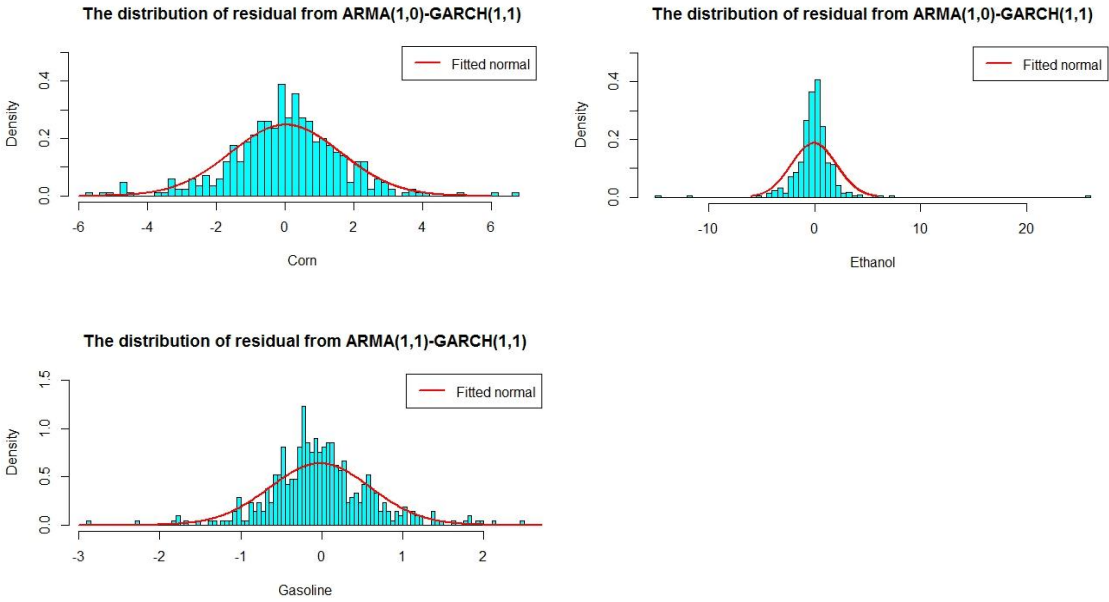 The distribution of residual from ARMA(1,0)-GARCH(1,1)
Fitted normal
Density
0.0
0.2
0.4
-6
-4
-2
0
2
4
6
Corn
The distribution of residual from ARMA(1,0)-GARCH(1,1)
Fitted normal
Density
0.0
0.2
0.4
-10
0
10
20
Ethanol
The distribution of residual from ARMA(1,1)-GARCH(1,1)
Fitted normal
Density
0.0
0.5
1.0
1.5
-3
-2
-1
0
1
2
Gasoline